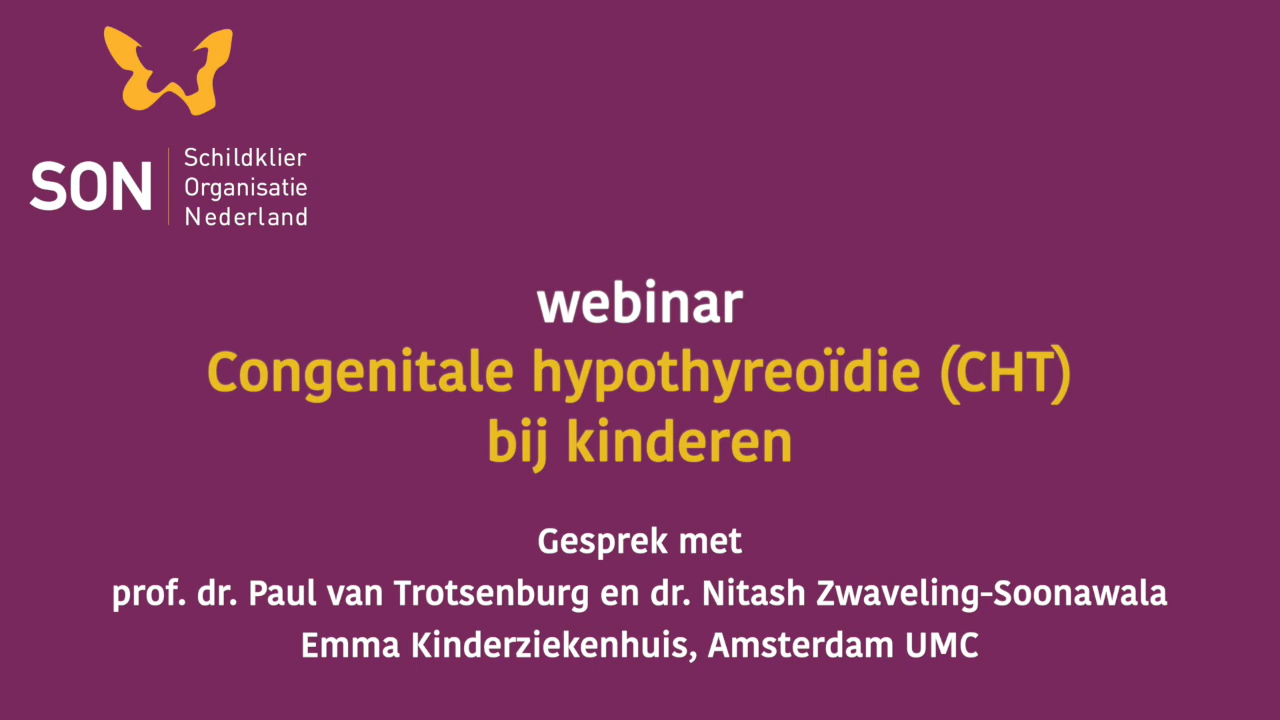 SON
Schildklier
Organisatie
Nederland
webinar
Congenitale hypothyreoïdie (CHT)
bij kinderen
Gesprek met
prof. dr. Paul van Trotsenburg en dr. Nitash Zwaveling-Soonawala
Emma Kinderziekenhuis, Amsterdam UMC